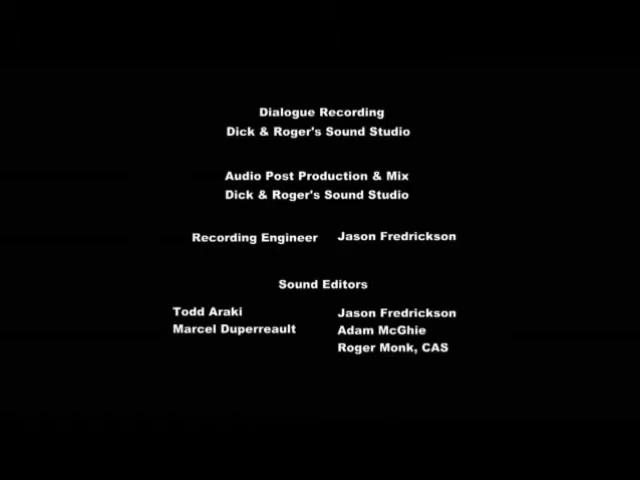 Dialogue Recording
Dick & Roger's Sound Studio
Audio Post Production & Mix
Dick & Roger's Sound Studio
Recording Engineer Jason Fredrickson
Sound Editors
Todd Araki Jason Fredrickson
Marcel Duperreault Adam McGhie
Roger Monk, CAS